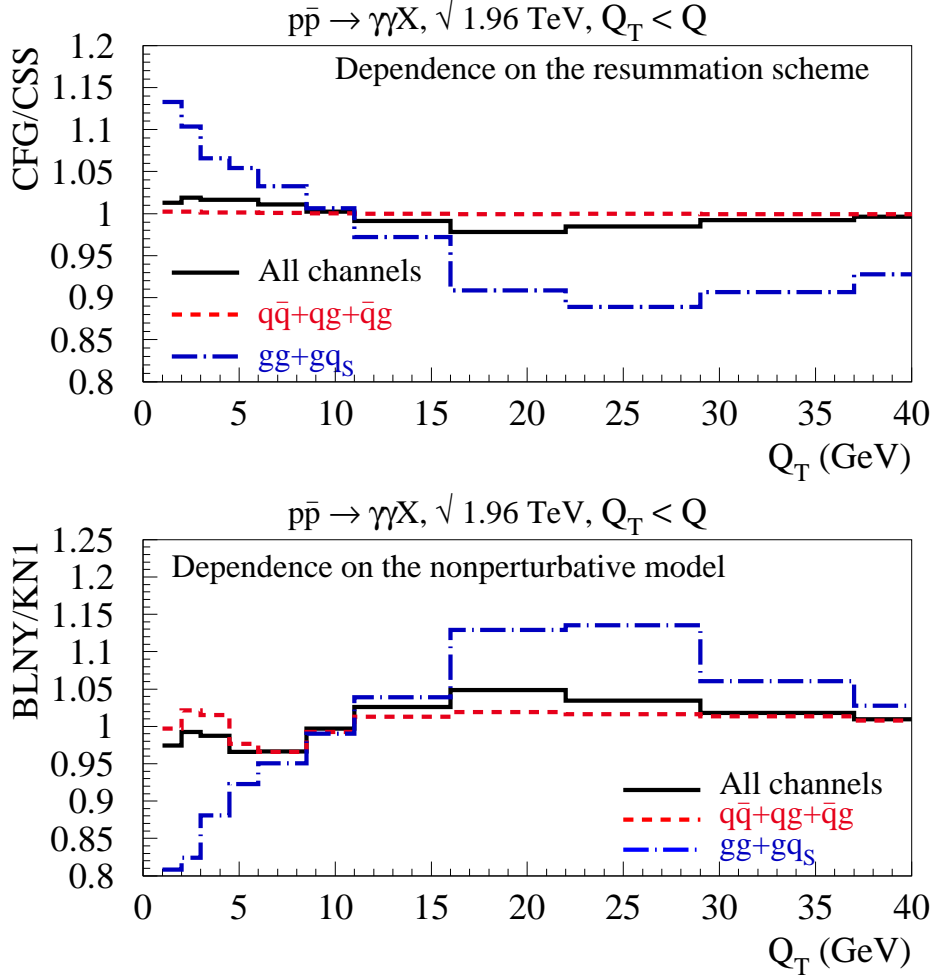 pp̄ → γγX, √ 1.96 TeV, Q_T < Q
Dependence on the resummation scheme
CFG/CSS
1.2
1.15
1.1
1.05
1
0.95
0.9
0.85
0.8
All channels
qq̄+qg+q̄g
gg+gq_S
0 5 10 15 20 25 30 35 40
Q_T (GeV)
pp̄ → γγX, √ 1.96 TeV, Q_T < Q
Dependence on the nonperturbative model
BLNY/KN1
1.25
1.2
1.15
1.1
1.05
1
0.95
0.9
0.85
0.8
All channels
qq̄+qg+q̄g
gg+gq_S
0 5 10 15 20 25 30 35 40
Q_T (GeV)